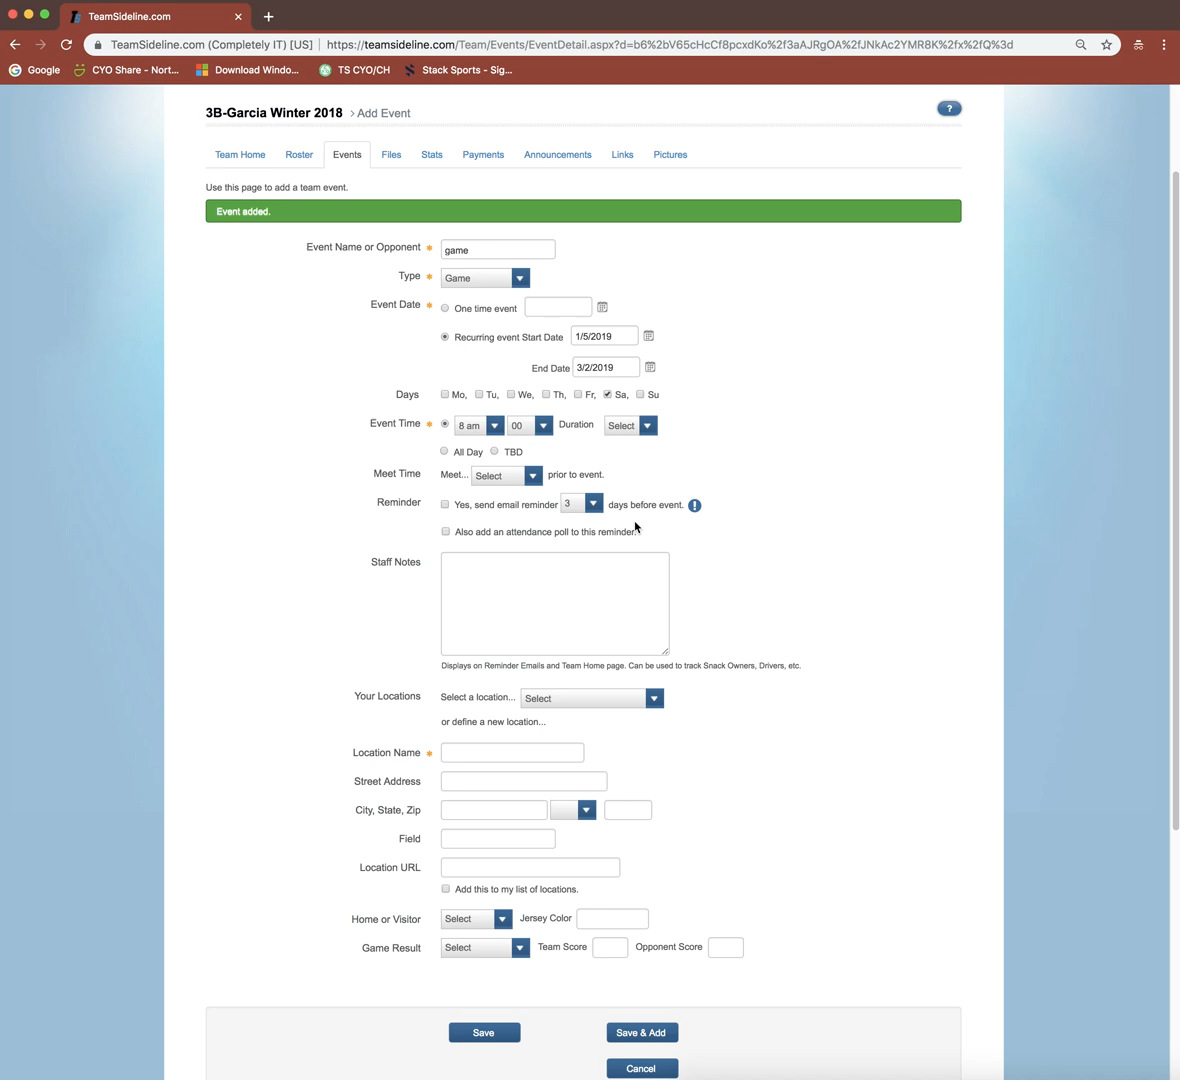 TeamSideline.com
TeamSideline.com (Completely IT) [US] https://teamsideline.com/Team/Events/EventDetail.aspx?d=b6%2bV65cHcCf8pcxdKo%2f3aAJRgOA%2fJNkAc2YMR8K%2fx%2fQ%3d
Google CYO Share - Nort... Download Windo... TS CYO/CH Stack Sports - Sig...
3B-Garcia Winter 2018 > Add Event ?
Team Home Roster Events Files Stats Payments Announcements Links Pictures
Use this page to add a team event.
Event added.
Event Name or Opponent * game
Type * Game
Event Date * One time event
Recurring event Start Date 1/5/2019
End Date 3/2/2019
Days Mo, Tu, We, Th, Fr, Sa, Su
Event Time * 8 am 00 Duration Select
All Day TBD
Meet Time Meet... Select prior to event.
Reminder Yes, send email reminder 3 days before event. !
Also add an attendance poll to this reminder.
Staff Notes
Displays on Reminder Emails and Team Home page. Can be used to track Snack Owners, Drivers, etc.
Your Locations Select a location... Select
or define a new location...
Location Name *
Street Address
City, State, Zip
Field
Location URL
Add this to my list of locations.
Home or Visitor Select Jersey Color
Game Result Select Team Score Opponent Score
Save Save & Add
Cancel